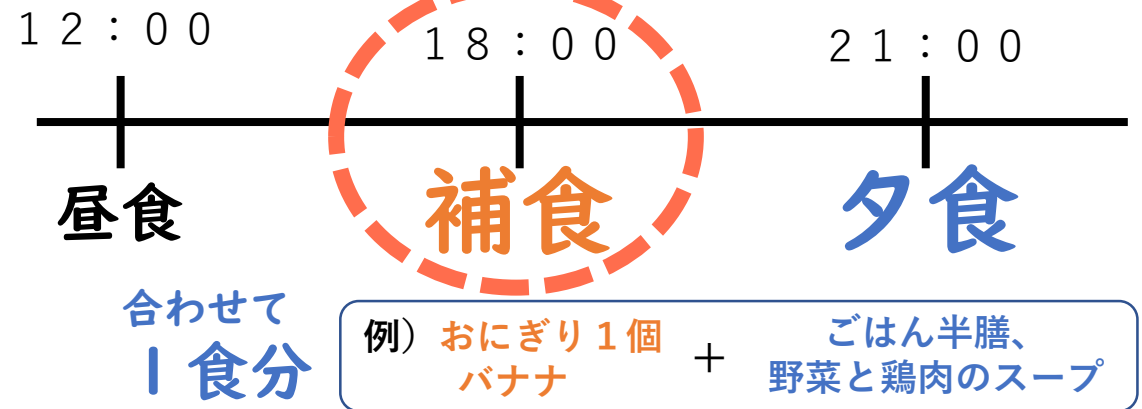 １２：００
１８：００
２１：００
昼食
補食
夕食
合わせて
１食分
例）おにぎり１個
バナナ
＋
ごはん半膳、
野菜と鶏肉のスープ